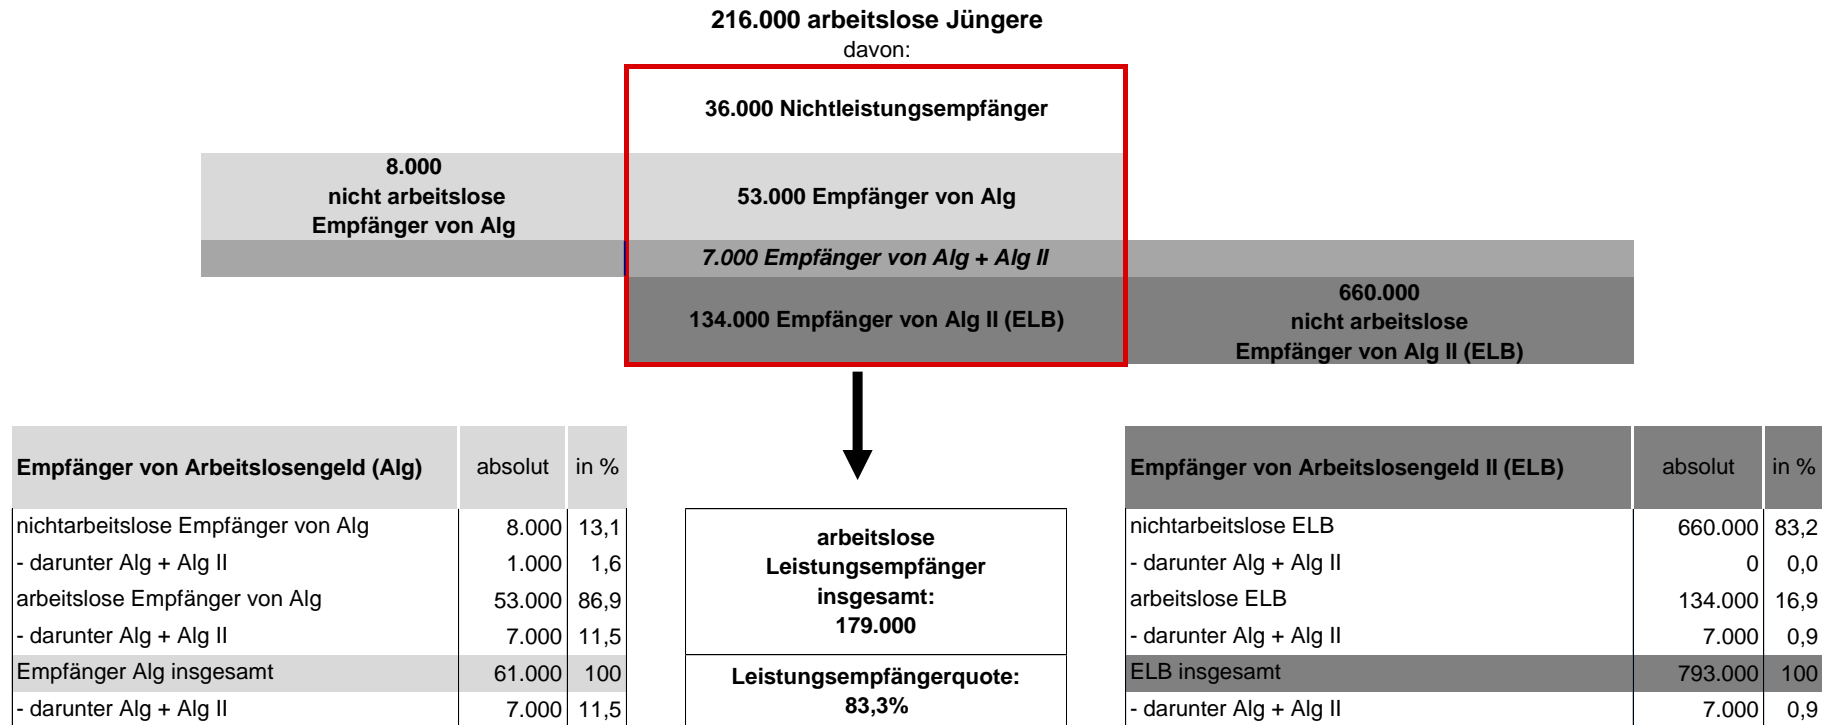 216.000 arbeitslose Jüngere
davon:
36.000 Nichtleistungsempfänger
8.000
nicht arbeitslose
Empfänger von Alg
53.000 Empfänger von Alg
7.000 Empfänger von Alg + Alg II
134.000 Empfänger von Alg II (ELB)
660.000
nicht arbeitslose
Empfänger von Alg II (ELB)
Empfänger von Arbeitslosengeld (Alg) absolut in %
nichtarbeitslose Empfänger von Alg 8.000 13,1
- darunter Alg + Alg II 1.000 1,6
arbeitslose Empfänger von Alg 53.000 86,9
- darunter Alg + Alg II 7.000 11,5
Empfänger Alg insgesamt 61.000 100
- darunter Alg + Alg II 7.000 11,5
arbeitslose
Leistungsempfänger
insgesamt:
179.000
Leistungsempfängerquote:
83,3%
Empfänger von Arbeitslosengeld II (ELB) absolut in %
nichtarbeitslose ELB 660.000 83,2
- darunter Alg + Alg II 0 0,0
arbeitslose ELB 134.000 16,9
- darunter Alg + Alg II 7.000 0,9
ELB insgesamt 793.000 100
- darunter Alg + Alg II 7.000 0,9